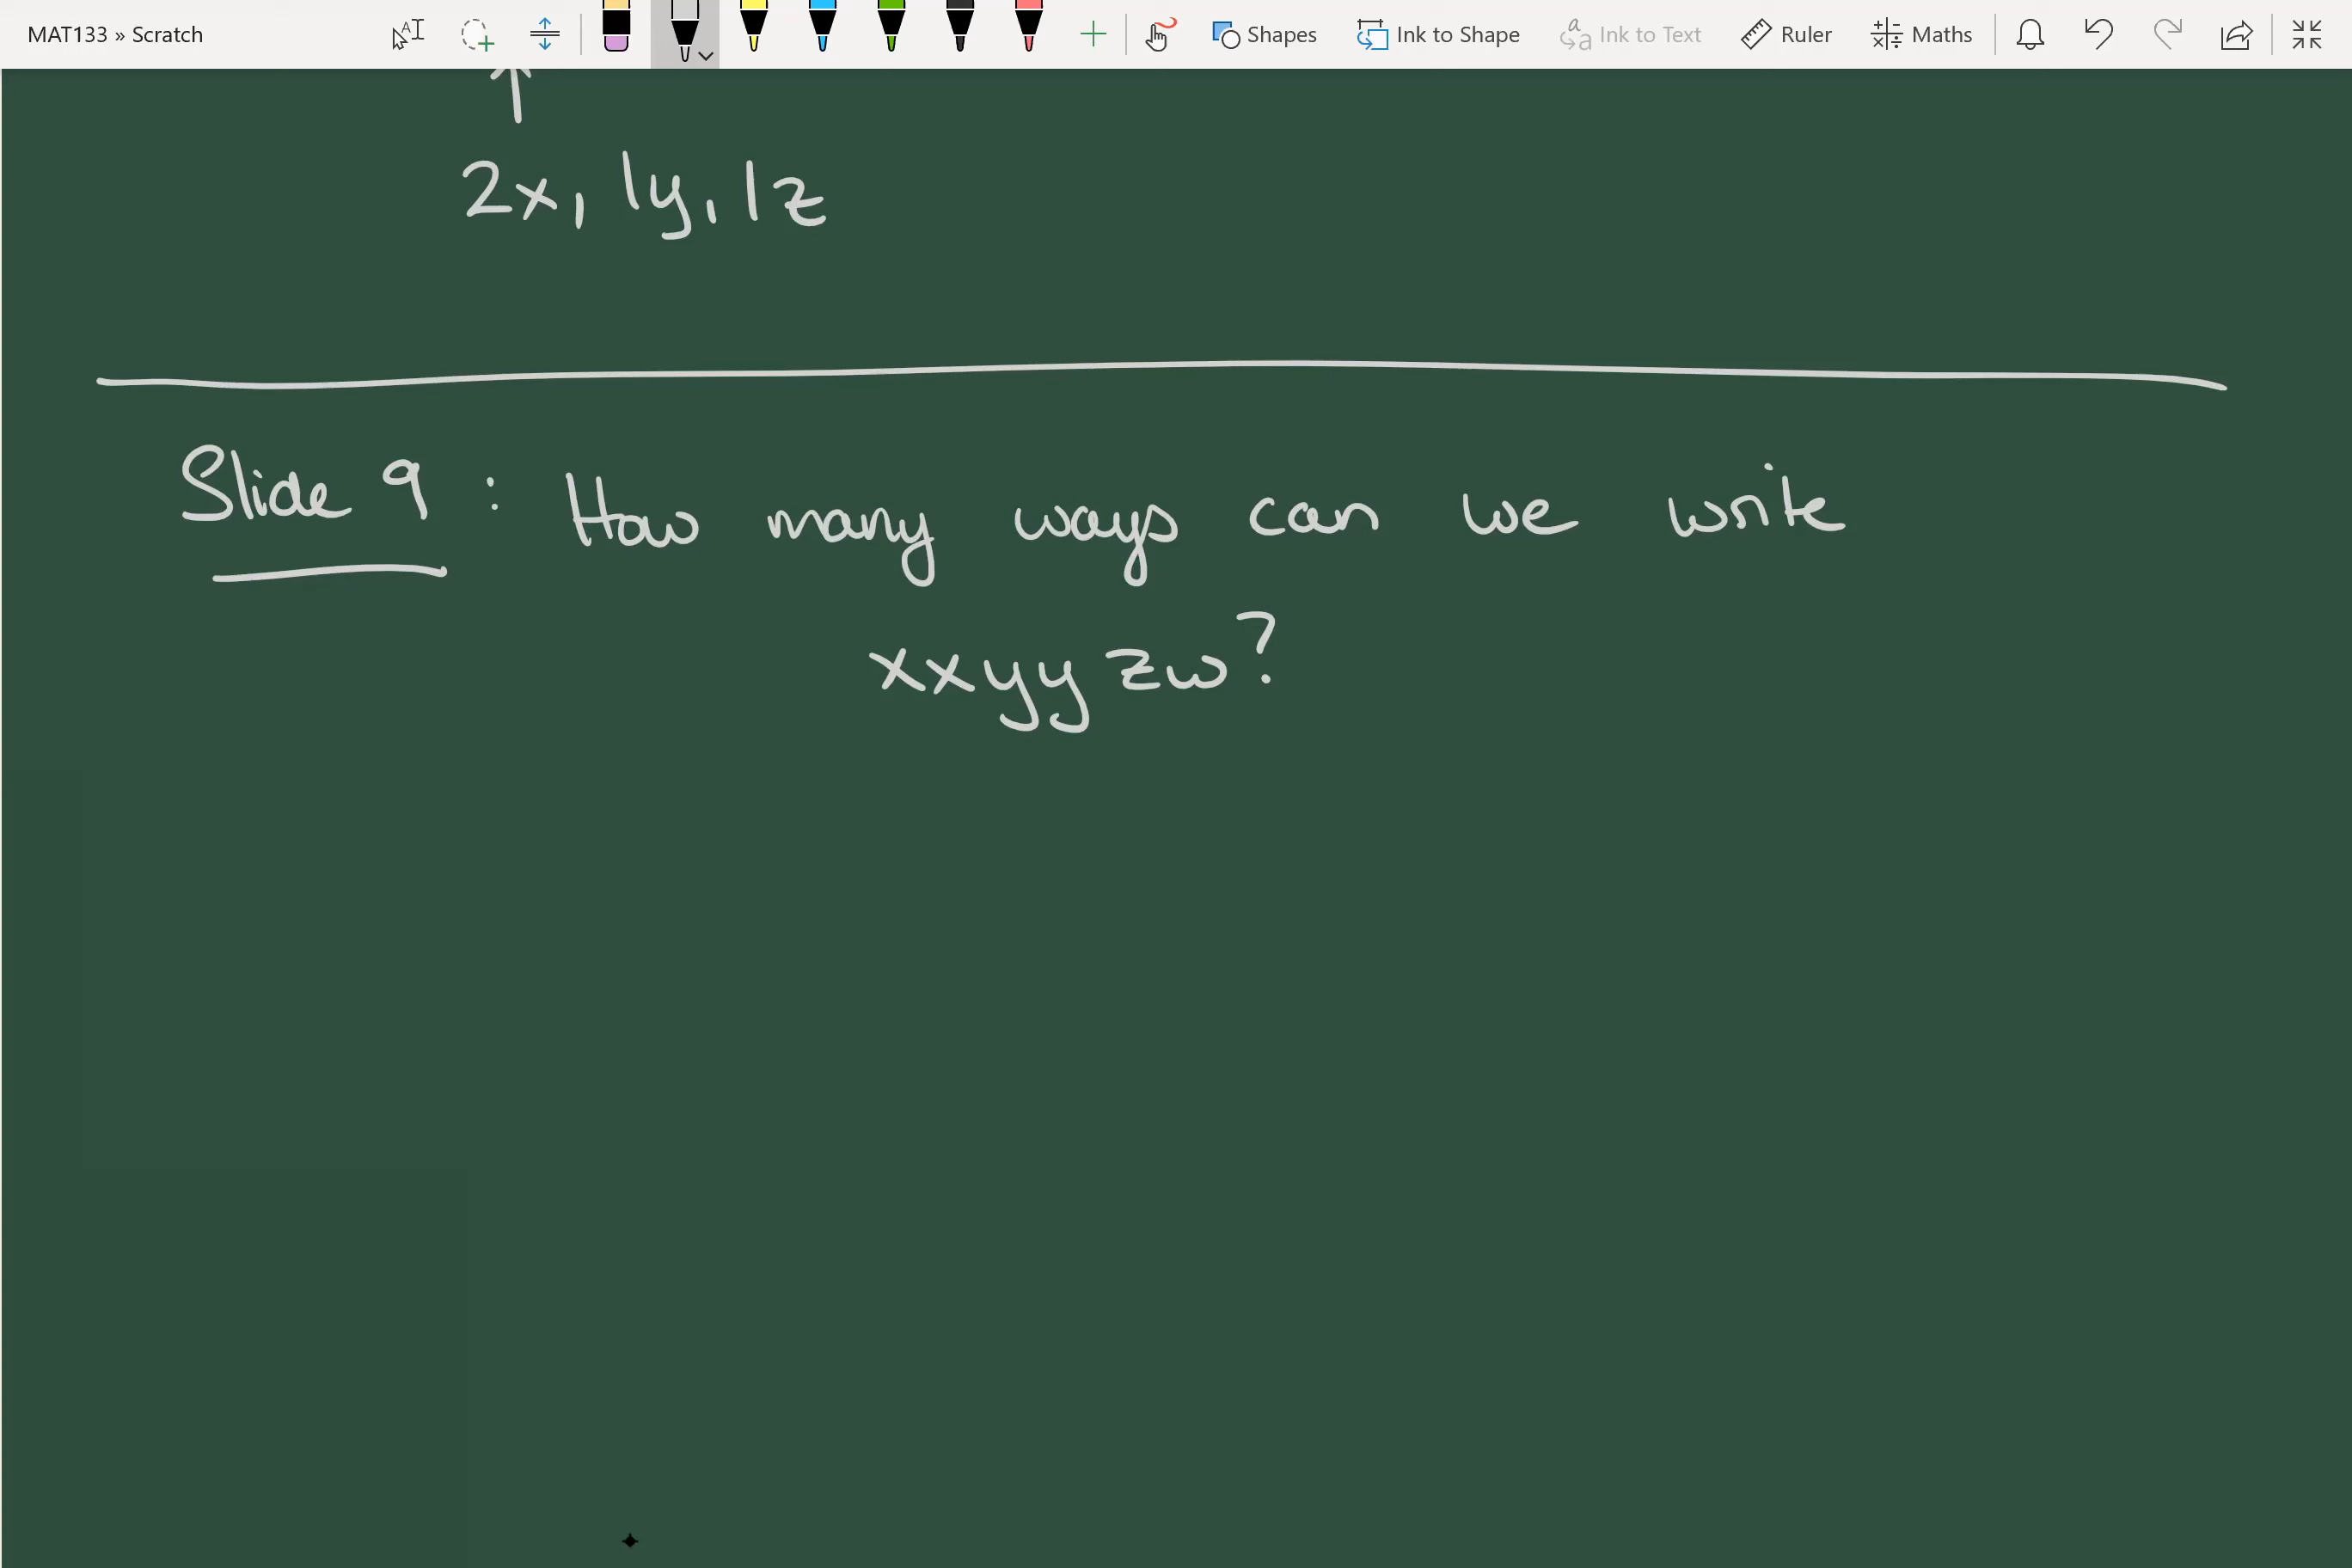 MAT133 » Scratch Shapes Ink to Shape Ink to Text Ruler Maths
2x, 1y, 1z
Slide 9 : How many ways can we write
xxyyzw?